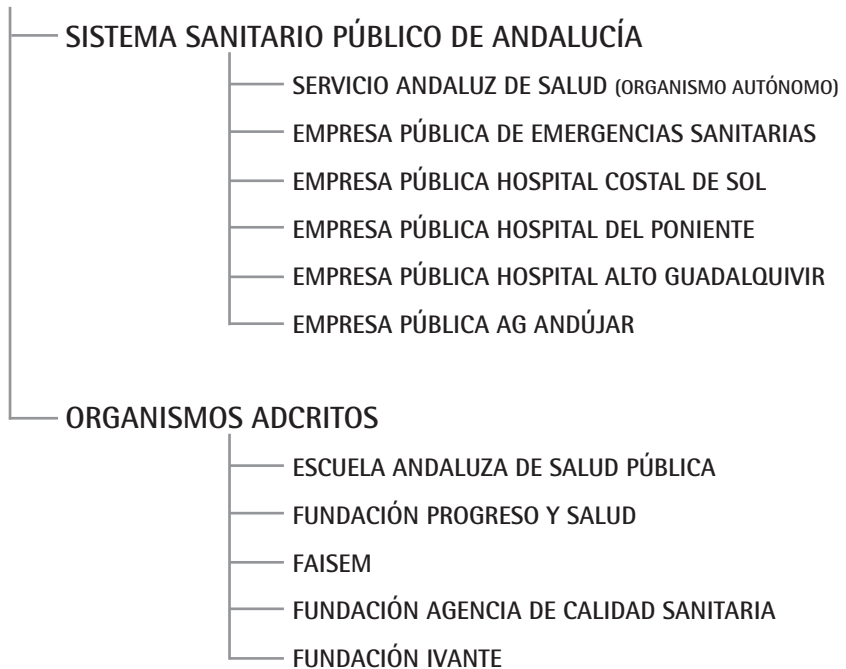 SISTEMA SANITARIO PÚBLICO DE ANDALUCÍA
SERVICIO ANDALUZ DE SALUD (ORGANISMO AUTÓNOMO)
EMPRESA PÚBLICA DE EMERGENCIAS SANITARIAS
EMPRESA PÚBLICA HOSPITAL COSTAL DE SOL
EMPRESA PÚBLICA HOSPITAL DEL PONIENTE
EMPRESA PÚBLICA HOSPITAL ALTO GUADALQUIVIR
EMPRESA PÚBLICA AG ANDÚJAR
ORGANISMOS ADCRITOS
ESCUELA ANDALUZA DE SALUD PÚBLICA
FUNDACIÓN PROGRESO Y SALUD
FAISEM
FUNDACIÓN AGENCIA DE CALIDAD SANITARIA
FUNDACIÓN IVANTE